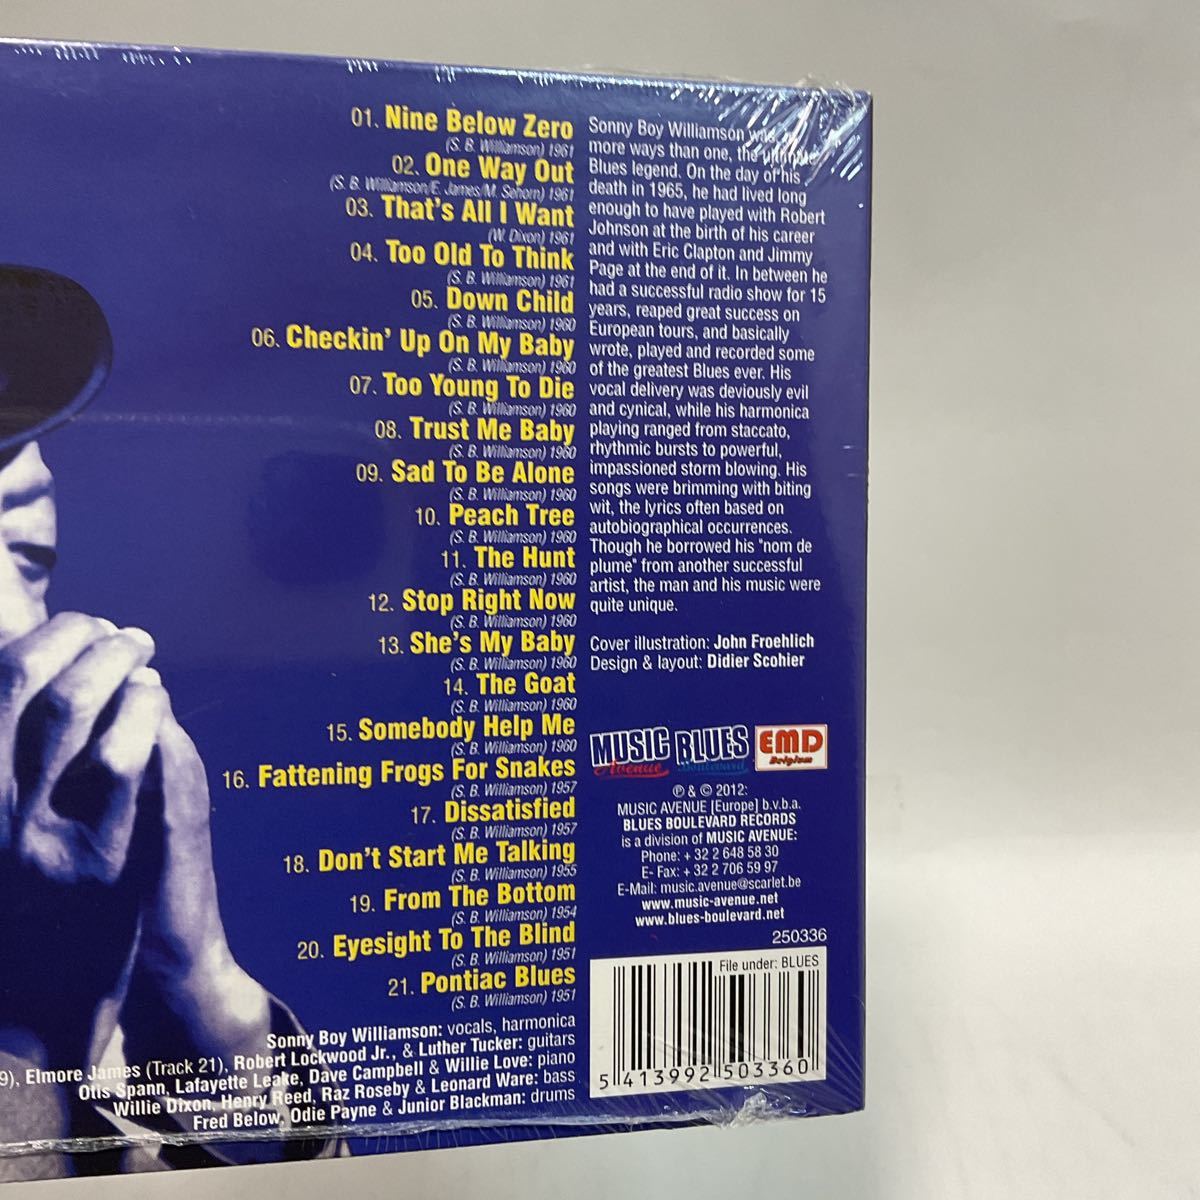 01. Nine Below Zero
(S. B. Williamson) 1961
02. One Way Out
(S. B. Williamson/E. James/M. Sehorn) 1961
03. That's All I Want
(W. Dixon) 1961
04. Too Old To Think
(S. B. Williamson) 1961
05. Down Child
(S. B. Williamson) 1960
06. Checkin' Up On My Baby
(S. B. Williamson) 1960
07. Too Young To Die
(S. B. Williamson) 1960
08. Trust Me Baby
(S. B. Williamson) 1960
09. Sad To Be Alone
(S. B. Williamson) 1960
10. Peach Tree
(S. B. Williamson) 1960
11. The Hunt
(S. B. Williamson) 1960
12. Stop Right Now
(S. B. Williamson) 1960
13. She's My Baby
(S. B. Williamson) 1960
14. The Goat
(S. B. Williamson) 1960
15. Somebody Help Me
(S. B. Williamson) 1960
16. Fattening Frogs For Snakes
(S. B. Williamson) 1957
17. Dissatisfied
(S. B. Williamson) 1957
18. Don't Start Me Talking
(S. B. Williamson) 1955
19. From The Bottom
(S. B. Williamson) 1954
20. Eyesight To The Blind
(S. B. Williamson) 1951
21. Pontiac Blues
(S. B. Williamson) 1951
Sonny Boy Williamson: vocals, harmonica
9), Elmore James (Track 21), Robert Lockwood Jr., & Luther Tucker: guitars
Otis Spann, Lafayette Leake, Dave Campbell & Willie Love: piano
Willie Dixon, Henry Reed, Raz Roseby & Leonard Ware: bass
Fred Below, Odie Payne & Junior Blackman: drums
Sonny Boy Williamson was, in
more ways than one, the ultimate
Blues legend. On the day of his
death in 1965, he had lived long
enough to have played with Robert
Johnson at the birth of his career
and with Eric Clapton and Jimmy
Page at the end of it. In between he
had a successful radio show for 15
years, reaped great success on
European tours, and basically
wrote, played and recorded some
of the greatest Blues ever. His
vocal delivery was deviously evil
and cynical, while his harmonica
playing ranged from staccato,
rhythmic bursts to powerful,
impassioned storm blowing. His
songs were brimming with biting
wit, the lyrics often based on
autobiographical occurrences.
Though he borrowed his "nom de
plume" from another successful
artist, the man and his music were
quite unique.
Cover illustration: John Froehlich
Design & layout: Didier Scohier
MUSIC Avenue
BLUES Boulevard
EMD Belgium
℗ & © 2012:
MUSIC AVENUE [Europe] b.v.b.a.
BLUES BOULEVARD RECORDS
is a division of MUSIC AVENUE:
Phone: + 32 2 648 58 30
E- Fax: + 32 2 706 59 97
E-Mail: music.avenue@scarlet.be
www.music-avenue.net
www.blues-boulevard.net
250336
File under: BLUES
5 413992 503360